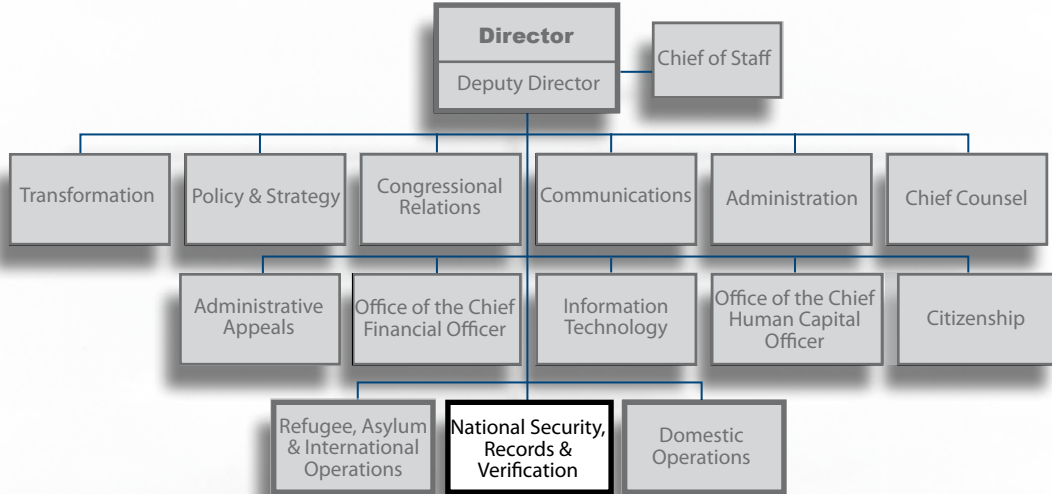 Director
Deputy Director
Chief of Staff
Transformation
Policy & Strategy
Congressional
Relations
Communications
Administration
Chief Counsel
Administrative
Appeals
Office of the Chief
Financial Officer
Information
Technology
Office of the Chief
Human Capital
Officer
Citizenship
Refugee, Asylum
& International
Operations
National Security,
Records &
Verification
Domestic
Operations